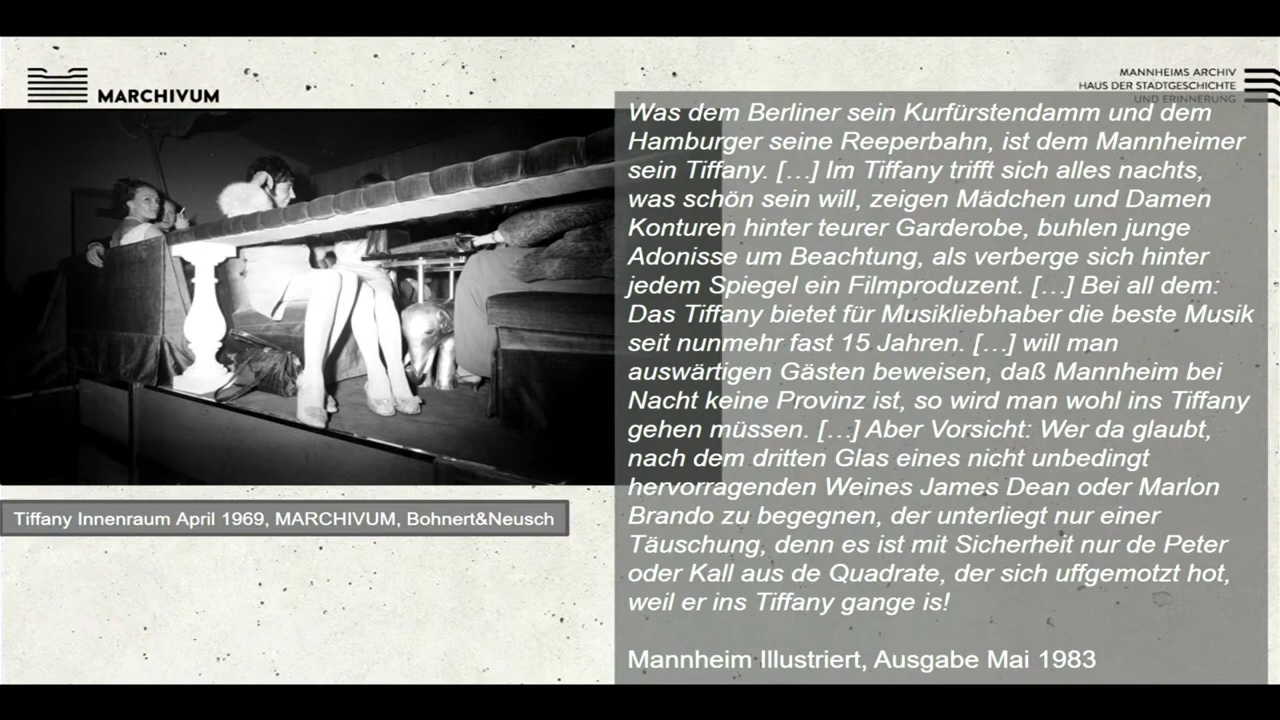 MARCHIVUM
MANNHEIMS ARCHIV
HAUS DER STADTGESCHICHTE
UND ERINNERUNG
Was dem Berliner sein Kurfürstendamm und dem
Hamburger seine Reeperbahn, ist dem Mannheimer
sein Tiffany. […] Im Tiffany trifft sich alles nachts,
was schön sein will, zeigen Mädchen und Damen
Konturen hinter teurer Garderobe, buhlen junge
Adonisse um Beachtung, als verberge sich hinter
jedem Spiegel ein Filmproduzent. […] Bei all dem:
Das Tiffany bietet für Musikliebhaber die beste Musik
seit nunmehr fast 15 Jahren. […] will man
auswärtigen Gästen beweisen, daß Mannheim bei
Nacht keine Provinz ist, so wird man wohl ins Tiffany
gehen müssen. […] Aber Vorsicht: Wer da glaubt,
nach dem dritten Glas eines nicht unbedingt
hervorragenden Weines James Dean oder Marlon
Brando zu begegnen, der unterliegt nur einer
Täuschung, denn es ist mit Sicherheit nur de Peter
oder Kall aus de Quadrate, der sich uffgemotzt hot,
weil er ins Tiffany gange is!
Mannheim Illustriert, Ausgabe Mai 1983
Tiffany Innenraum April 1969, MARCHIVUM, Bohnert&Neusch